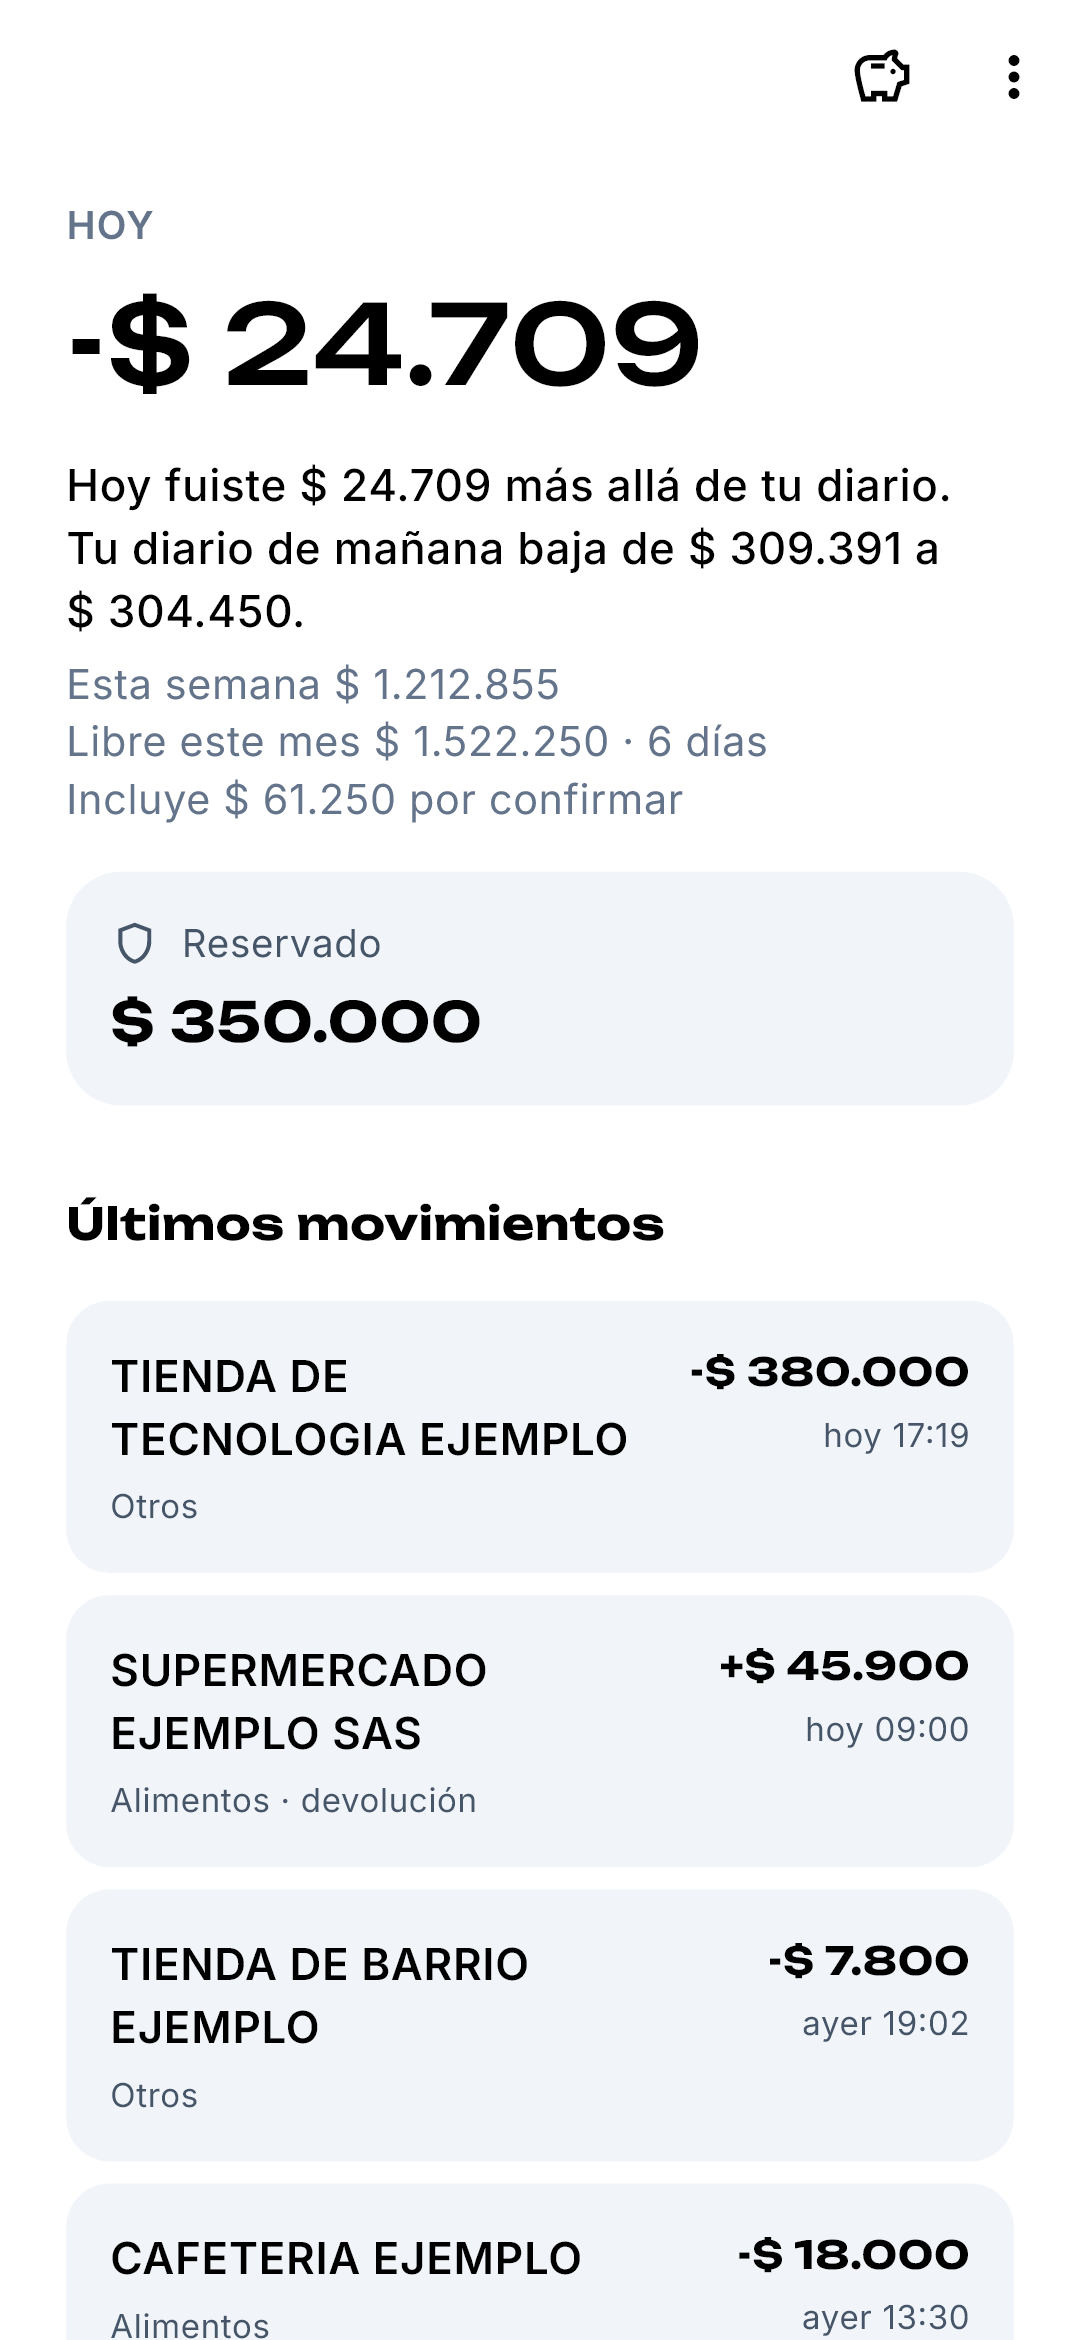 HOY
-$ 24.709
Hoy fuiste $ 24.709 más allá de tu diario.
Tu diario de mañana baja de $ 309.391 a
$ 304.450.
Esta semana $ 1.212.855
Libre este mes $ 1.522.250 · 6 días
Incluye $ 61.250 por confirmar
Reservado
$ 350.000
Últimos movimientos
TIENDA DE
TECNOLOGIA EJEMPLO
-$ 380.000
hoy 17:19
Otros
SUPERMERCADO
EJEMPLO SAS
+$ 45.900
hoy 09:00
Alimentos · devolución
TIENDA DE BARRIO
EJEMPLO
-$ 7.800
ayer 19:02
Otros
CAFETERIA EJEMPLO
-$ 18.000
ayer 13:30
Alimentos